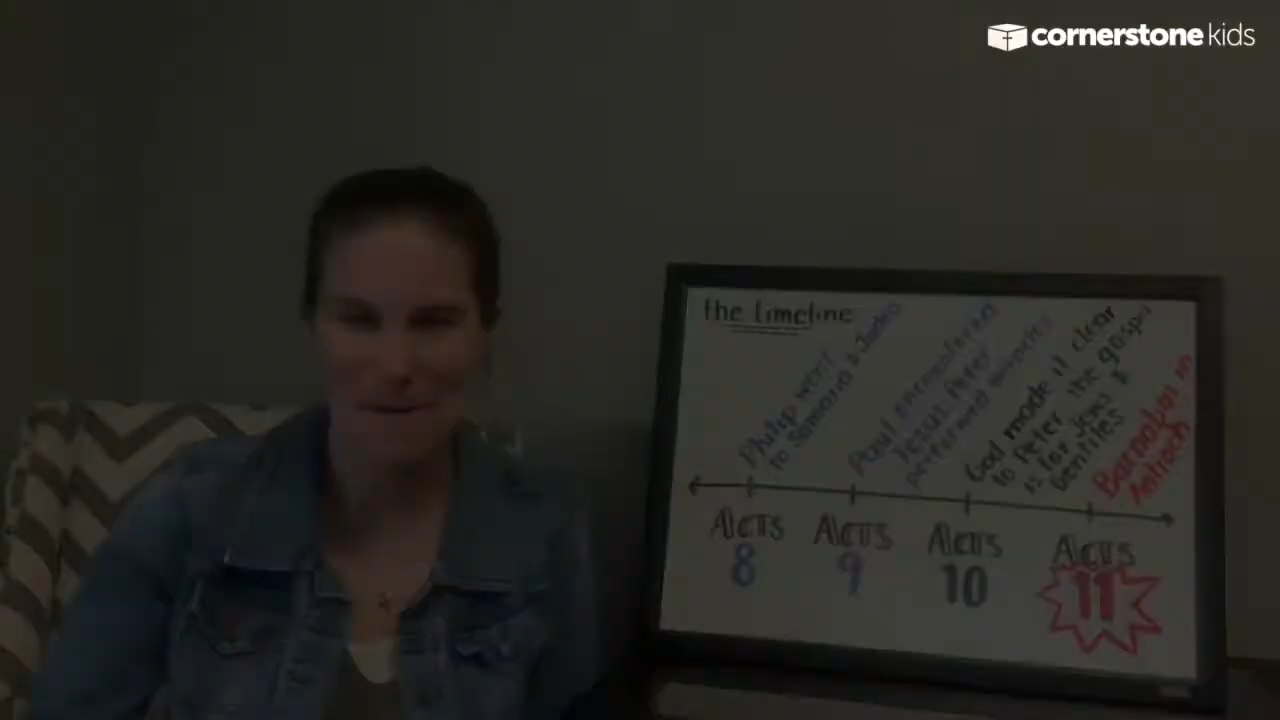 cornerstone kids
the timeline
Philip went
to Samaria & Judea
Paul encountered
Jesus. Peter
performed miracles
God made it clear
to Peter the gospel
is for Jews &
Gentiles
Barnabas in
Antioch
Acts Acts Acts Acts
8 9 10 11